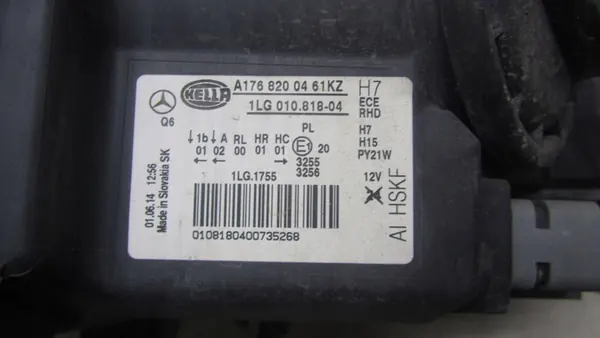 HELLA
A176 820 04 61KZ
1LG 010.818-04
H7
ECE
RHD
Q6
PL
↓1b↓ A RL HR HC
01 02 00 01 01
E1 20
3255
3256
H7
H15
PY21W
12V
1LG.1755
0108180400735268
01.06.14 12:56
Made in Slovakia SK
AI HSKF